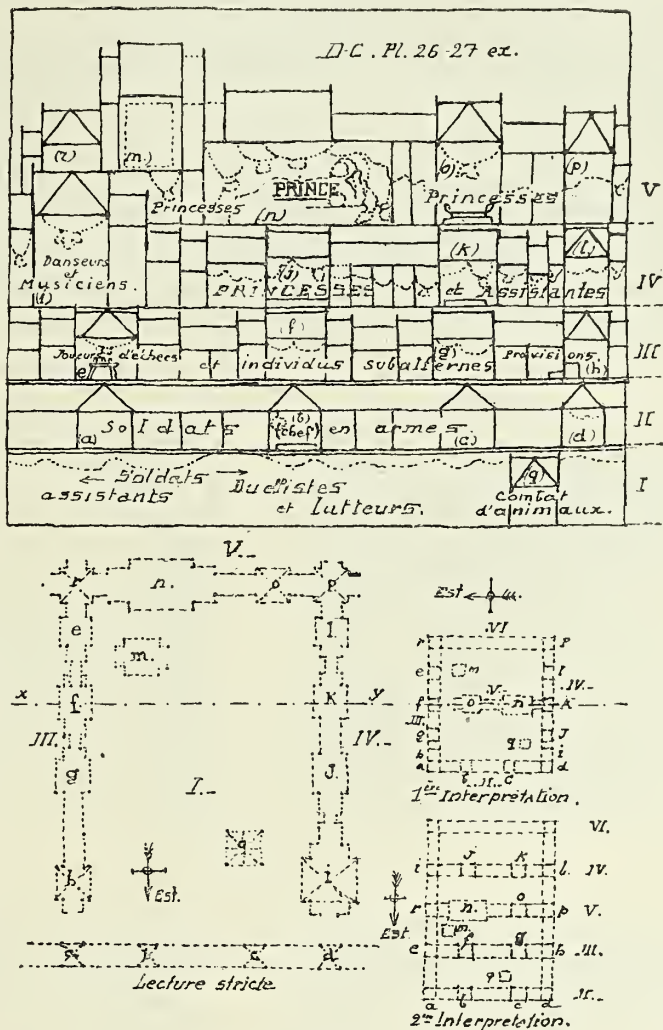 D.C. Pl. 26-27 ex.
(r)
(m)
(o)
(p)
PRINCE
Princesses
(n)
Princesses
V
Danseurs
et
Musiciens.
(i)
(j)
(k)
(l)
PRINCESSES
et Assistantes
IV
Joueurs d'échecs
et individus subalternes
Provisions
e
(f)
g)
(h)
III
Soldats
(b)
(chef)
en armes.
(a)
(c)
(d)
II
← Soldats →
assistants
Duellistes
et lutteurs.
(q)
Combat
d'animaux.
I
V._
r
n.
o
p
e
l.
m.
x
f
K
y
III.
IV._
g
J.
I._
q
h
i
Est.
Est.
a
b
c
d
Lecture stricte
Est
VI
r
P
e
m
l
IV._
V.
f
o
n
K
III.
g
J
q
h
i
a
d
b
II
c
1ère Interprétation.
VI.
J
K
i
l.
IV.
r
n.
o
p
V.
m
e
f
g
h
III.
q
II.
a
b
c
d
2me Interprétation.